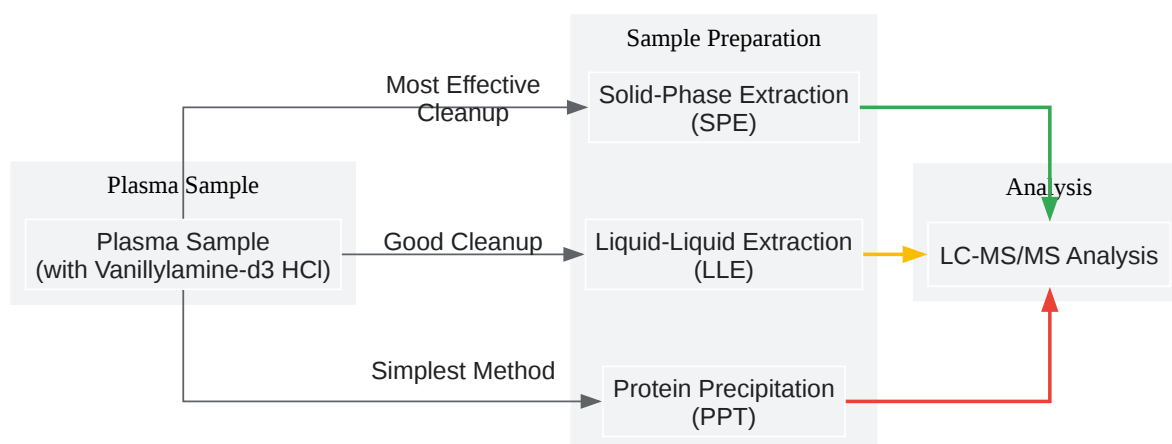 Sample Preparation
Most Effective
Cleanup
Solid-Phase Extraction
(SPE)
Plasma Sample
Analysis
Plasma Sample
(with Vanillylamine-d3 HCl)
Good Cleanup
Liquid-Liquid Extraction
(LLE)
LC-MS/MS Analysis
Simplest Method
Protein Precipitation
(PPT)